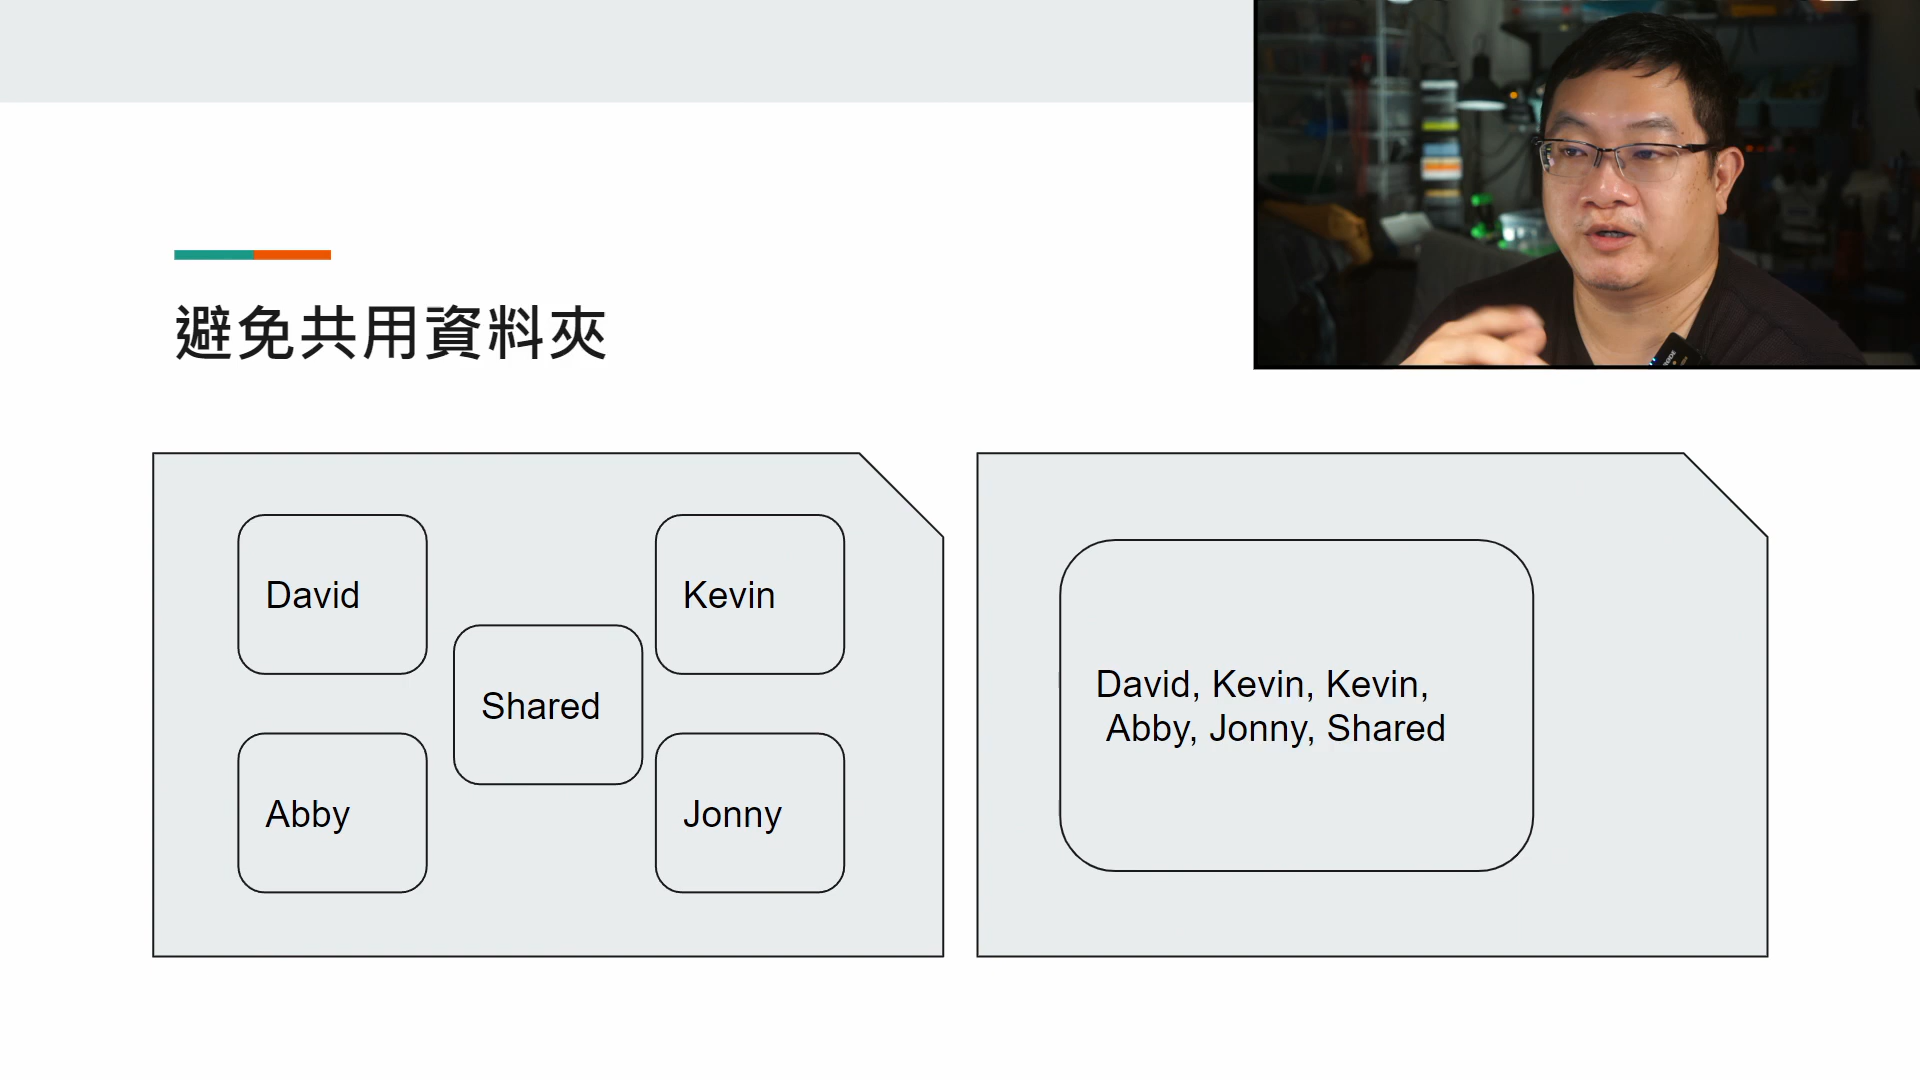 避免共用資料夾
David
Kevin
Shared
Abby
Jonny
David, Kevin, Kevin,
Abby, Jonny, Shared